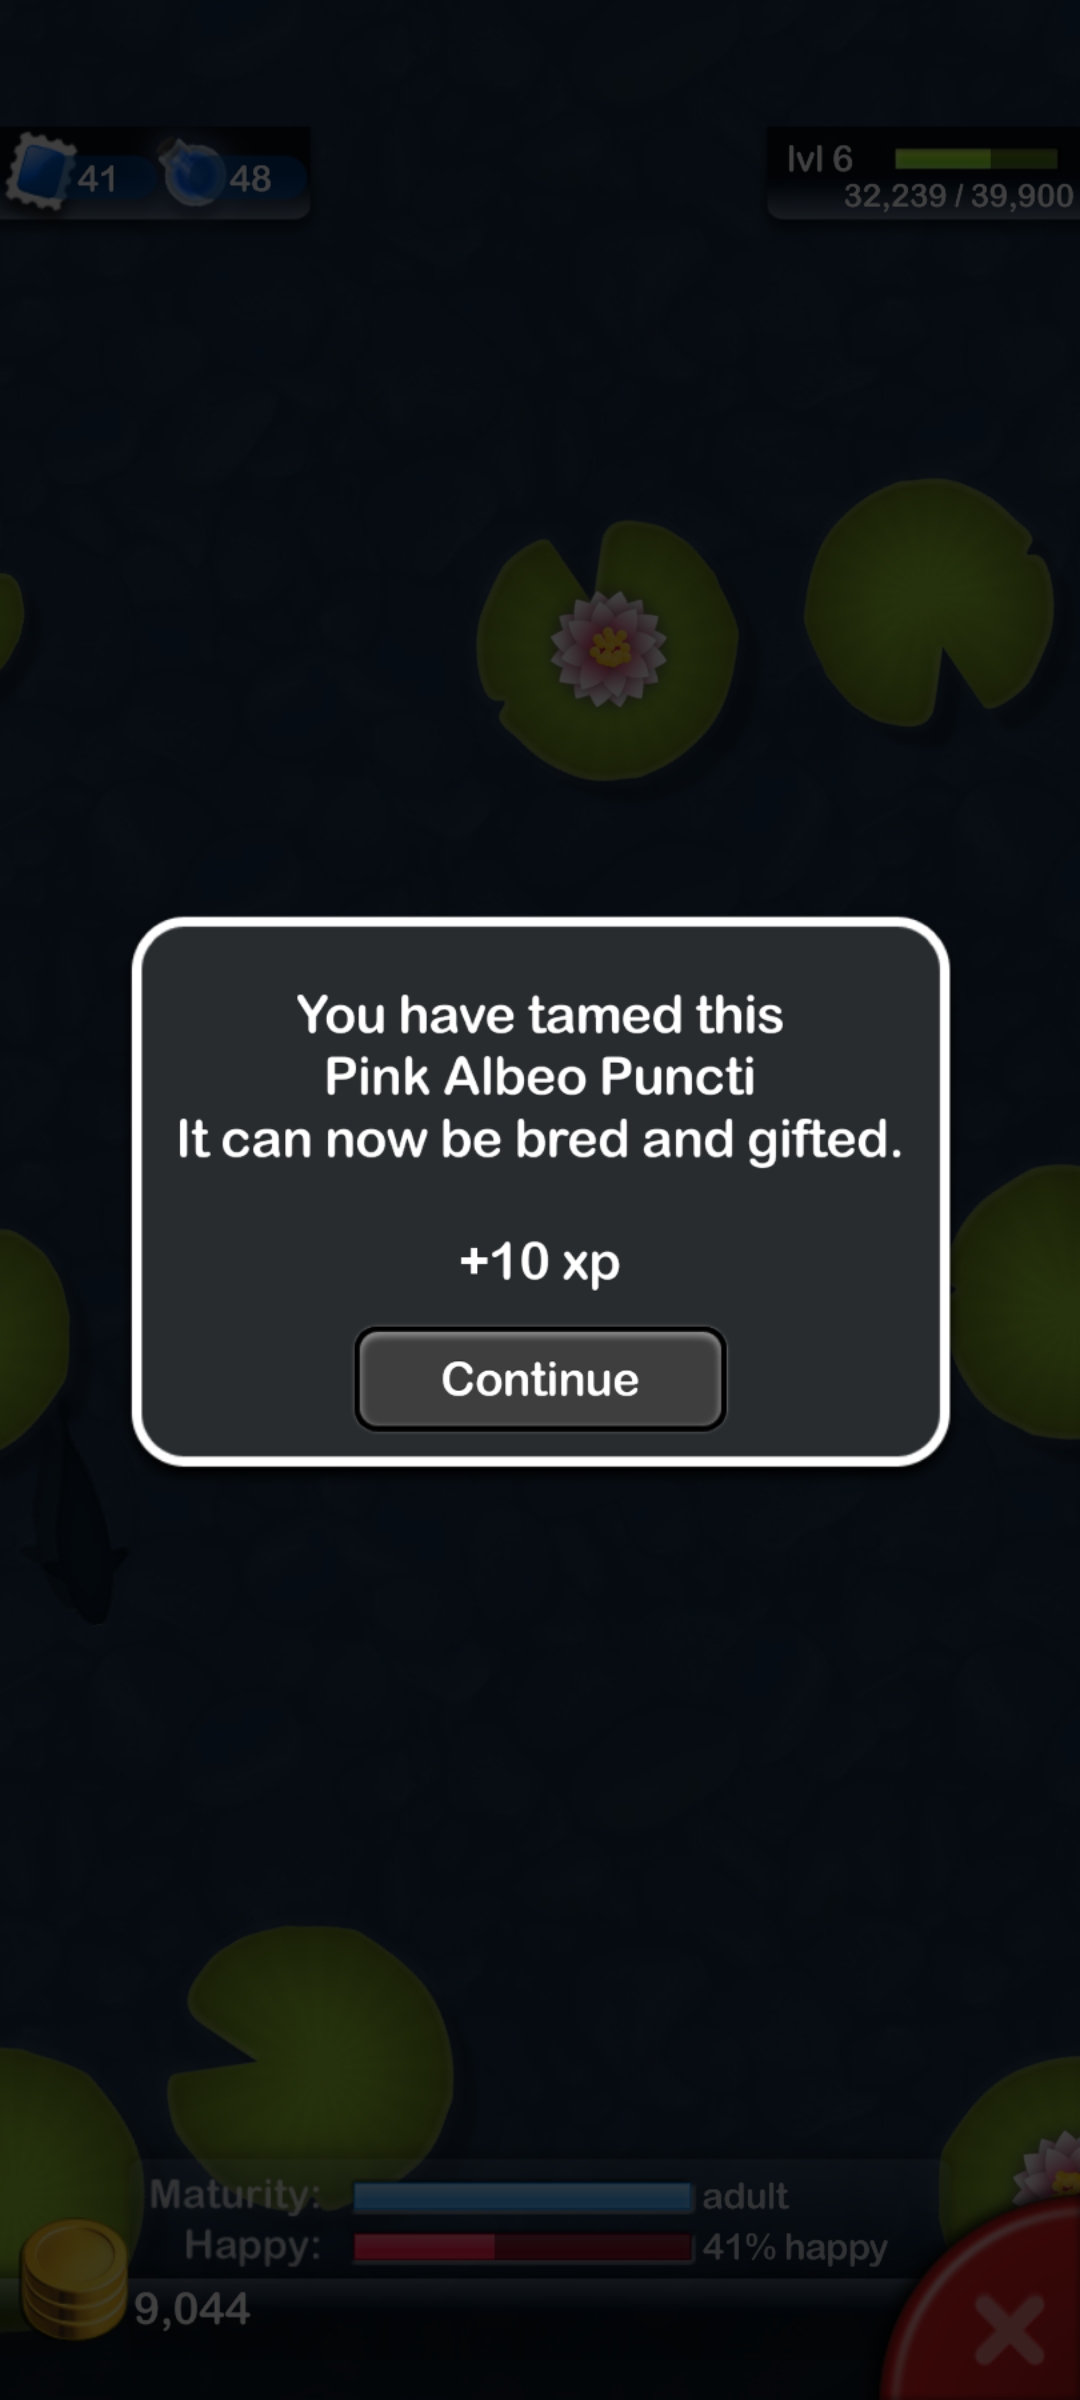 41
48
lvl 6
32,239 / 39,900
You have tamed this
Pink Albeo Puncti
It can now be bred and gifted.
+10 xp
Continue
Maturity: adult
Happy: 41% happy
9,044